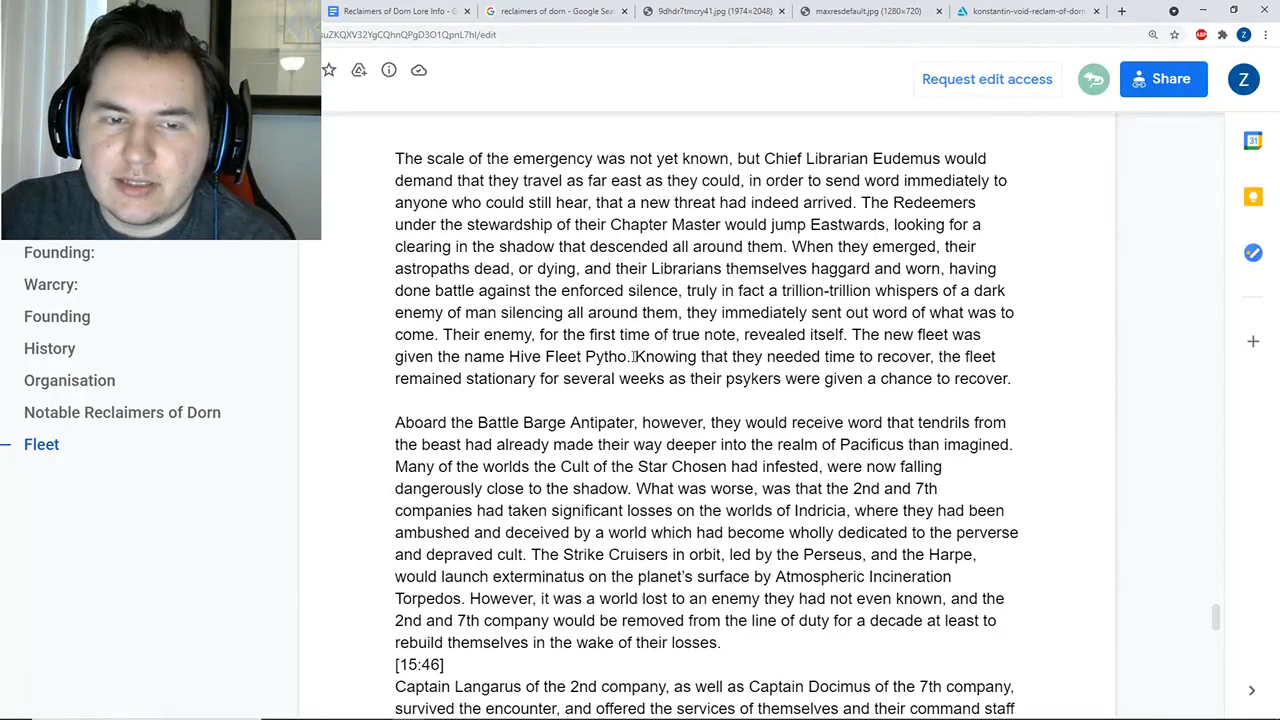 Reclaimers of Dorn Lore Info - G
reclaimers of dorn - Google Sea
9dhdr7tmcry41.jpg (1974×2048)
maxresdefault.jpg (1280×720)
konstantin-void-reclam-of-dorn
suZKQXV32YgCQhnQPgD3O1QpnL7hI/edit
ABP
Z
Request edit access
Share
Z
31
Founding:
Warcry:
Founding
History
Organisation
Notable Reclaimers of Dorn
Fleet
The scale of the emergency was not yet known, but Chief Librarian Eudemus would
demand that they travel as far east as they could, in order to send word immediately to
anyone who could still hear, that a new threat had indeed arrived. The Redeemers
under the stewardship of their Chapter Master would jump Eastwards, looking for a
clearing in the shadow that descended all around them. When they emerged, their
astropaths dead, or dying, and their Librarians themselves haggard and worn, having
done battle against the enforced silence, truly in fact a trillion-trillion whispers of a dark
enemy of man silencing all around them, they immediately sent out word of what was to
come. Their enemy, for the first time of true note, revealed itself. The new fleet was
given the name Hive Fleet Pytho. Knowing that they needed time to recover, the fleet
remained stationary for several weeks as their psykers were given a chance to recover.
Aboard the Battle Barge Antipater, however, they would receive word that tendrils from
the beast had already made their way deeper into the realm of Pacificus than imagined.
Many of the worlds the Cult of the Star Chosen had infested, were now falling
dangerously close to the shadow. What was worse, was that the 2nd and 7th
companies had taken significant losses on the worlds of Indricia, where they had been
ambushed and deceived by a world which had become wholly dedicated to the perverse
and depraved cult. The Strike Cruisers in orbit, led by the Perseus, and the Harpe,
would launch exterminatus on the planet's surface by Atmospheric Incineration
Torpedos. However, it was a world lost to an enemy they had not even known, and the
2nd and 7th company would be removed from the line of duty for a decade at least to
rebuild themselves in the wake of their losses.
[15:46]
Captain Langarus of the 2nd company, as well as Captain Docimus of the 7th company,
survived the encounter, and offered the services of themselves and their command staff